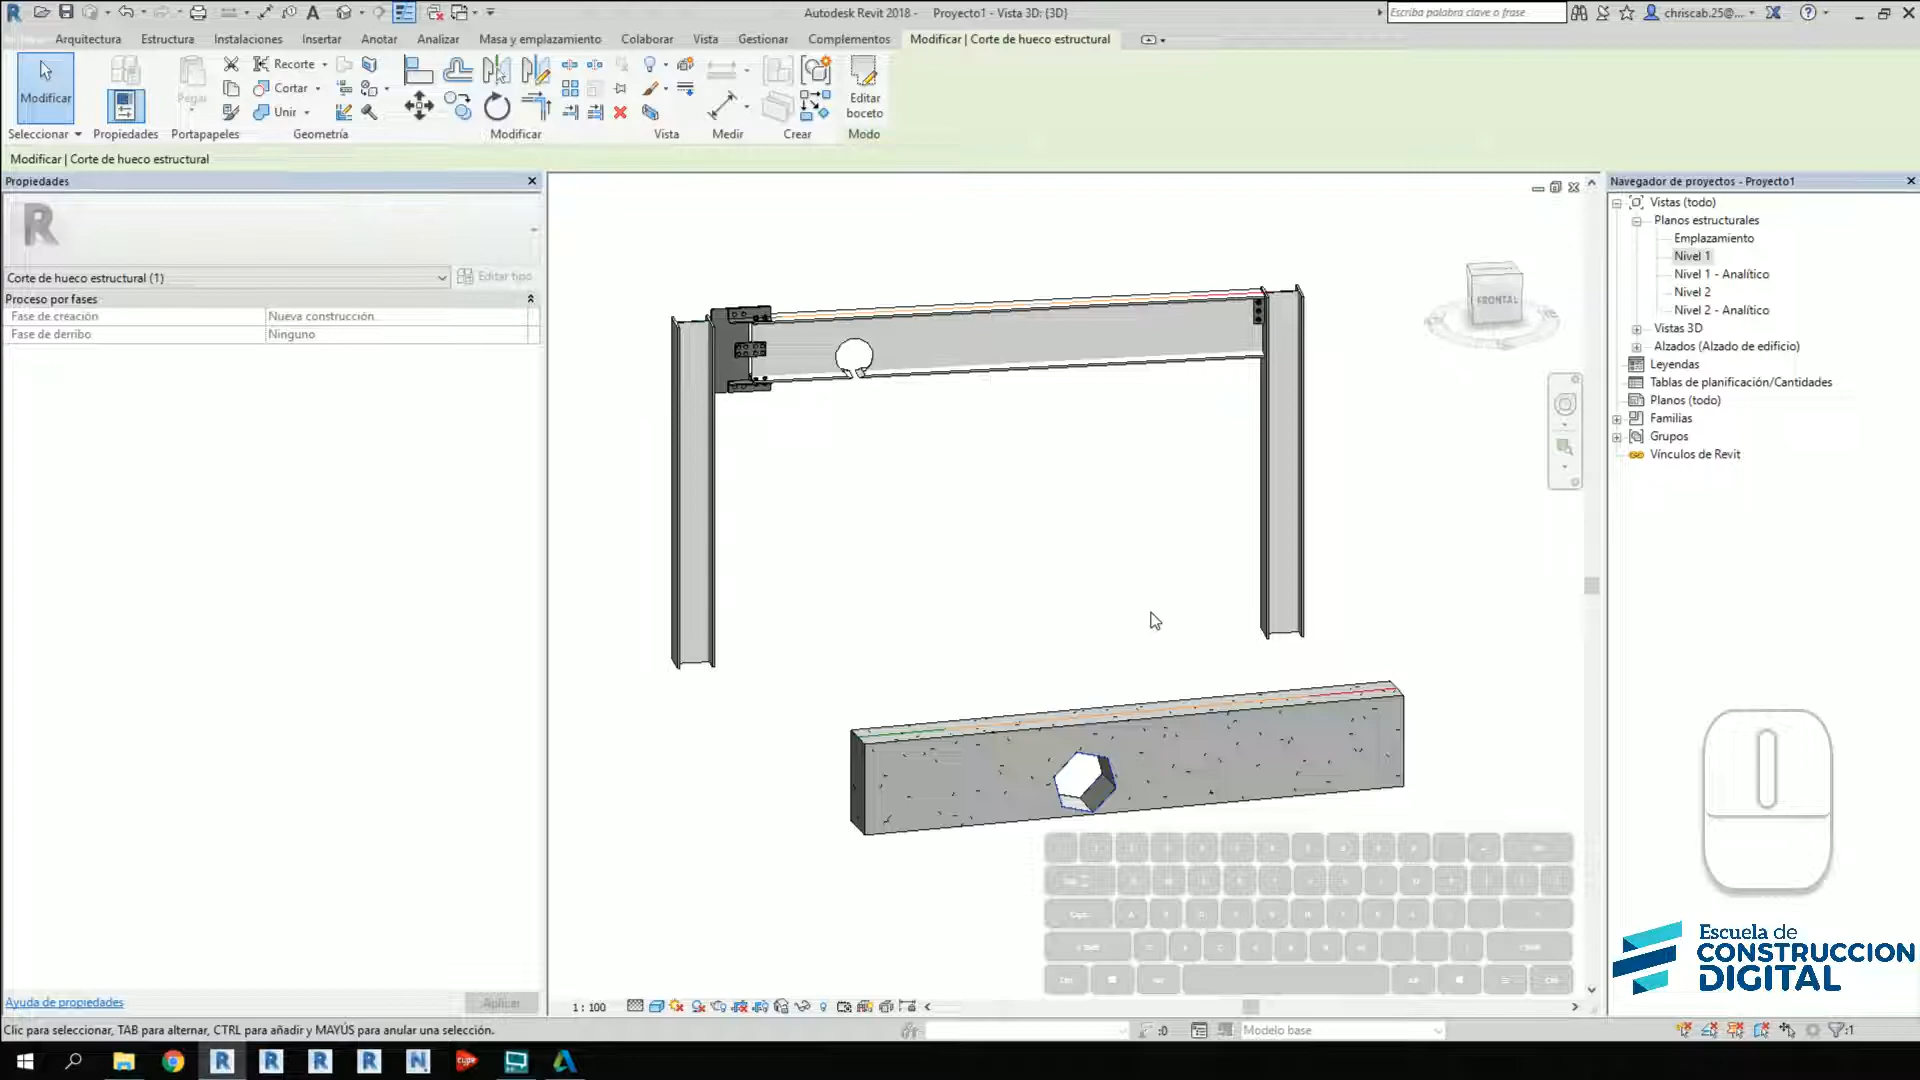 Autodesk Revit 2018 - Proyecto1 - Vista 3D: {3D}
Escriba palabra clave o frase
chriscab.25@...
Arquitectura Estructura Instalaciones Insertar Anotar Analizar Masa y emplazamiento Colaborar Vista Gestionar Complementos Modificar | Corte de hueco estructural
Modificar
Pegar
Recorte
Cortar
Unir
Editar
boceto
Seleccionar Propiedades Portapapeles Geometría Modificar Vista Medir Crear Modo
Modificar | Corte de hueco estructural
Propiedades
R
Corte de hueco estructural (1)
Editar tipo
Proceso por fases
Fase de creación Nueva construcción
Fase de derribo Ninguno
Ayuda de propiedades
Aplicar
FRONTAL
Navegador de proyectos - Proyecto1
Vistas (todo)
Planos estructurales
Emplazamiento
Nivel 1
Nivel 1 - Analítico
Nivel 2
Nivel 2 - Analítico
Vistas 3D
Alzados (Alzado de edificio)
Leyendas
Tablas de planificación/Cantidades
Planos (todo)
Familias
Grupos
Vínculos de Revit
1 : 100
Escuela de
CONSTRUCCION
DIGITAL
Clic para seleccionar, TAB para alternar, CTRL para añadir y MAYÚS para anular una selección.
:0
Modelo base
:1